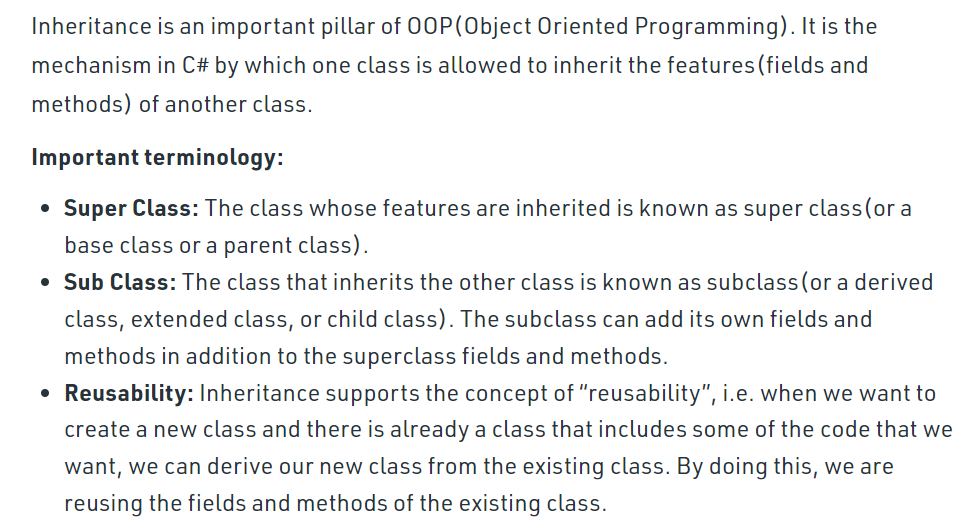 Inheritance is an important pillar of OOP(Object Oriented Programming). It is the
mechanism in C# by which one class is allowed to inherit the features(fields and
methods) of another class.
Important terminology:
• Super Class: The class whose features are inherited is known as super class(or a
base class or a parent class).
• Sub Class: The class that inherits the other class is known as subclass(or a derived
class, extended class, or child class). The subclass can add its own fields and
methods in addition to the superclass fields and methods.
• Reusability: Inheritance supports the concept of “reusability”, i.e. when we want to
create a new class and there is already a class that includes some of the code that we
want, we can derive our new class from the existing class. By doing this, we are
reusing the fields and methods of the existing class.